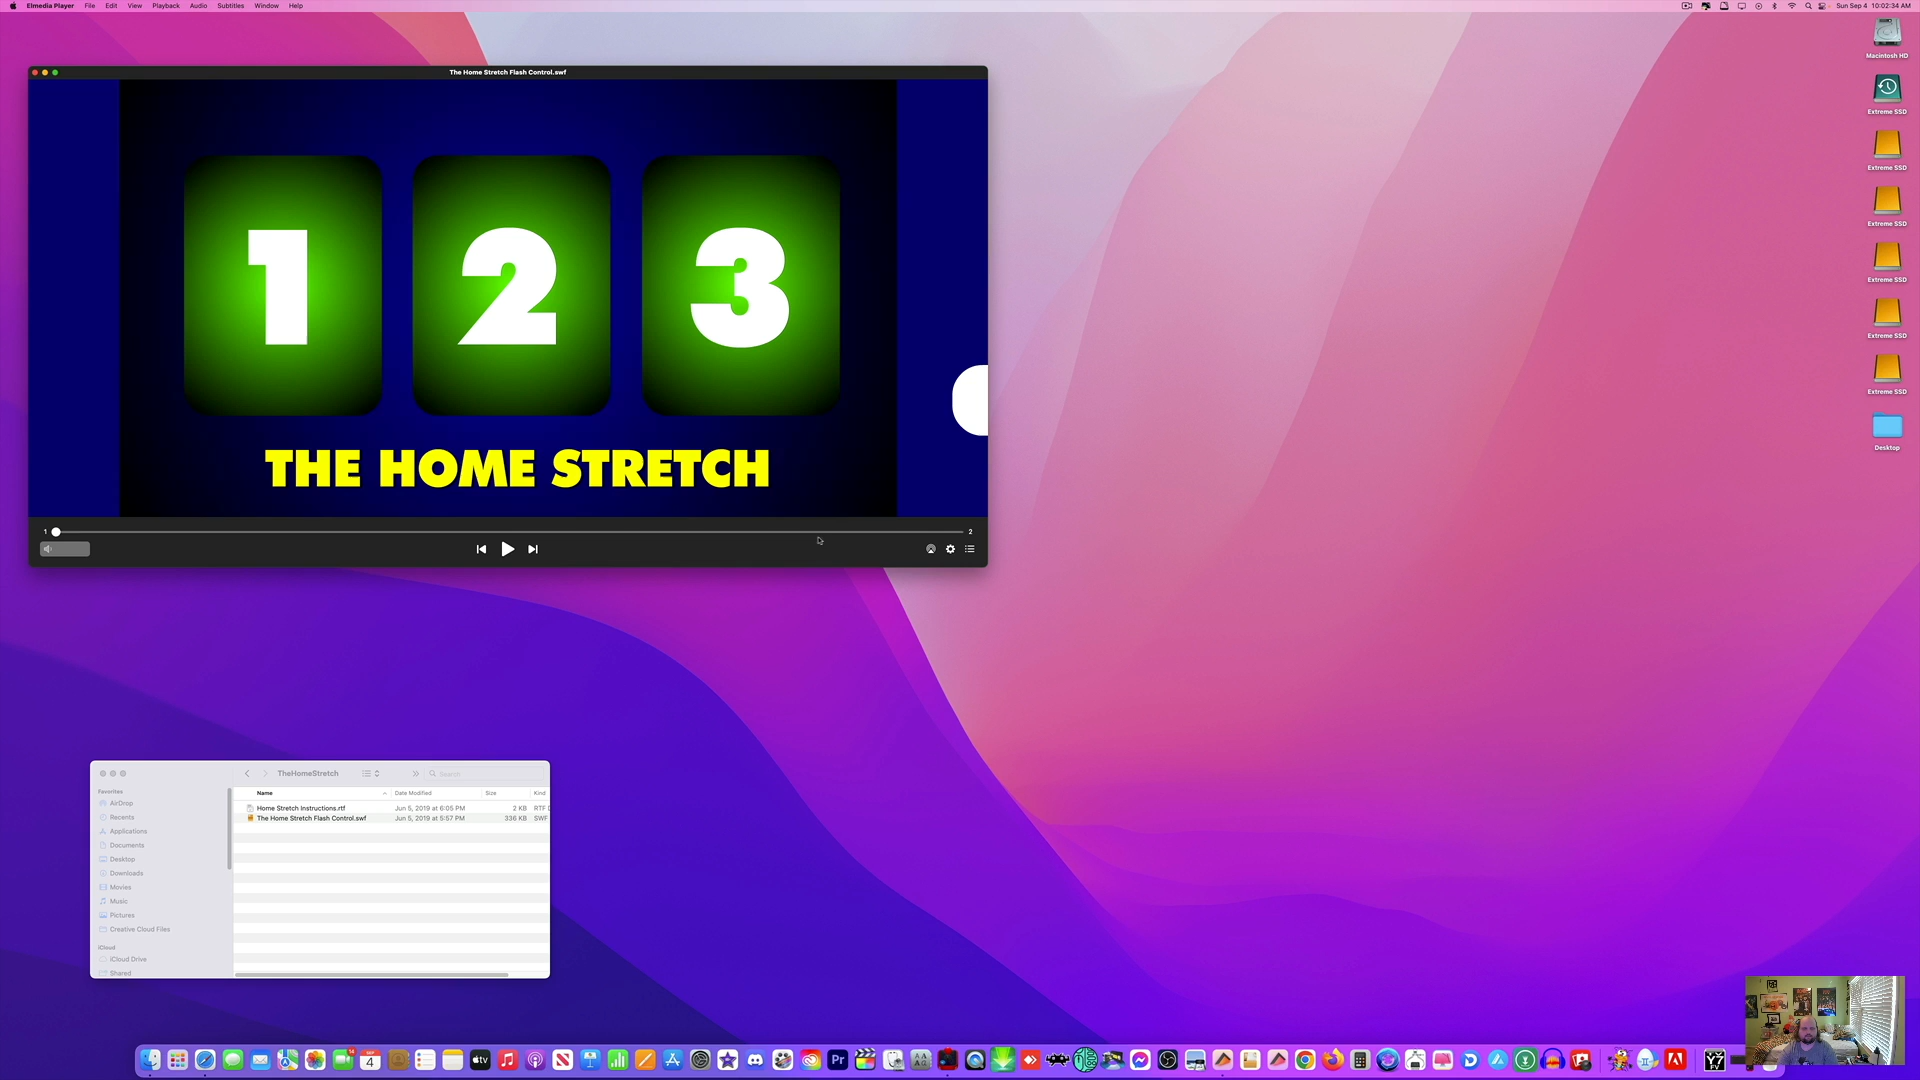 Elmedia Player File Edit View Playback Audio Subtitles Window Help
Sun Sep 4 10:02:34 AM
The Home Stretch Flash Control.swf
1 2 3
THE HOME STRETCH
1 2
Macintosh HD
Extreme SSD
Extreme SSD
Extreme SSD
Extreme SSD
Extreme SSD
Extreme SSD
Desktop
TheHomeStretch
Search
Favorites
AirDrop
Recents
Applications
Documents
Desktop
Downloads
Movies
Music
Pictures
Creative Cloud Files
iCloud
iCloud Drive
Shared
Name Date Modified Size Kind
Home Stretch Instructions.rtf Jun 5, 2019 at 6:05 PM 2 KB RTF
The Home Stretch Flash Control.swf Jun 5, 2019 at 5:57 PM 336 KB SWF
SEP
4
tv
Pr